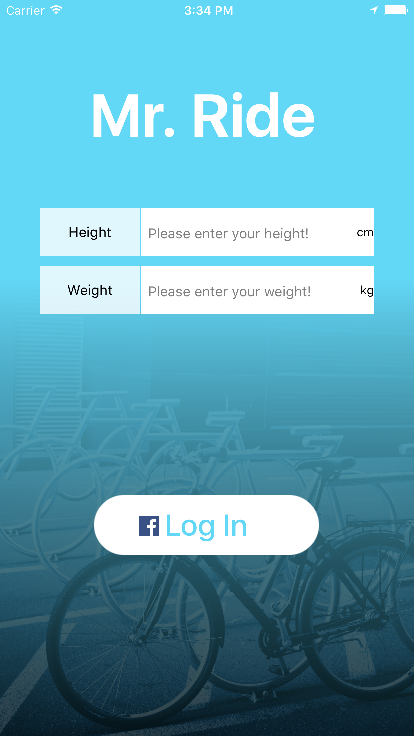 Carrier 3:34 PM
Mr. Ride
Height Please enter your height! cm
Weight Please enter your weight! kg
f Log In